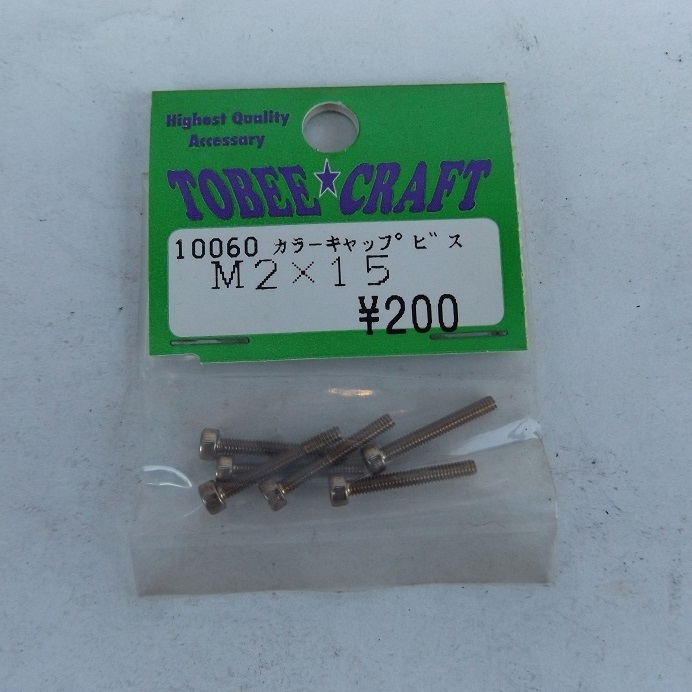 Highest Quality
Accessary
TOBEE★CRAFT
10060 カラーキャップビス
M2×15
¥200